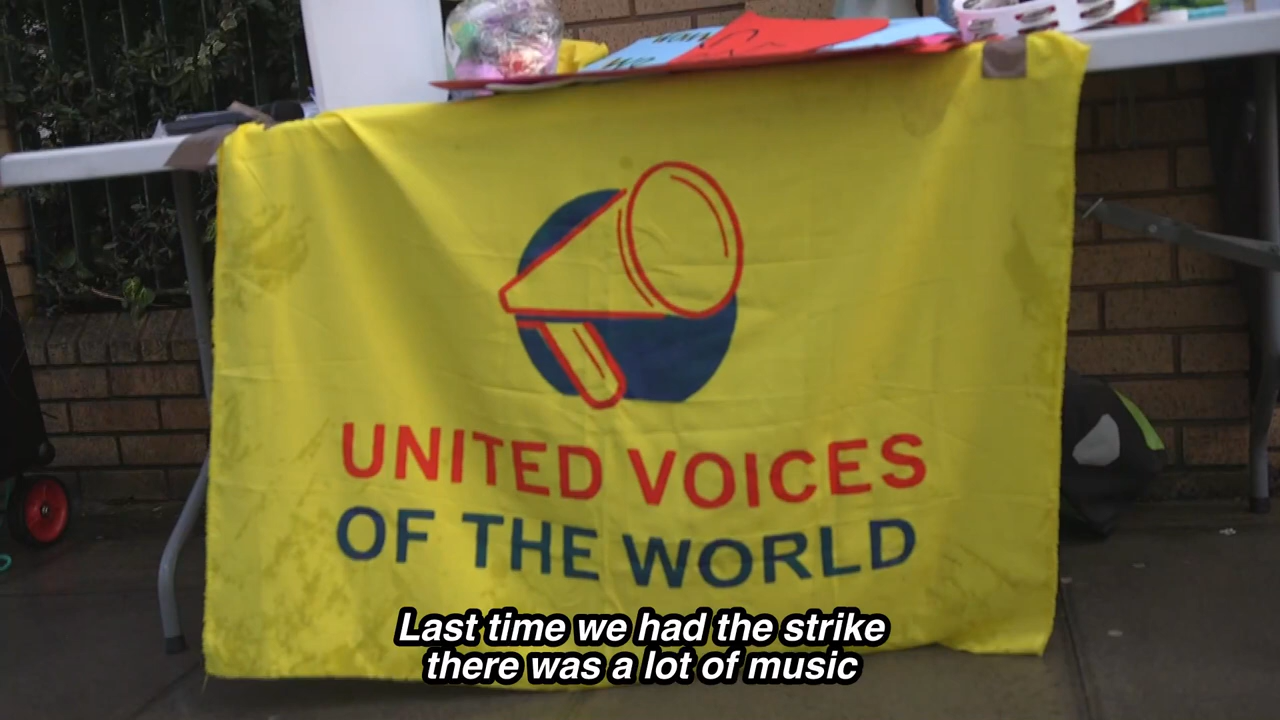 UNITED VOICES
OF THE WORLD
Last time we had the strike
there was a lot of music